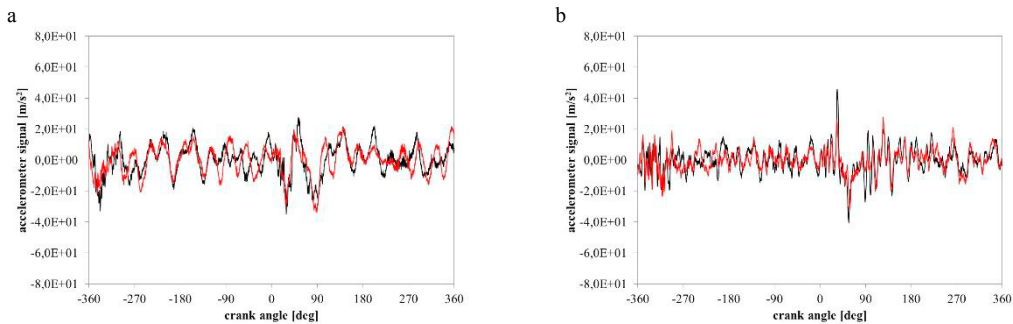 a
8,0E+01
6,0E+01
4,0E+01
2,0E+01
0,0E+00
-2,0E+01
-4,0E+01
-6,0E+01
-8,0E+01
accelerometer signal [m/s²]
-360 -270 -180 -90 0 90 180 270 360
crank angle [deg]
b
8,0E+01
6,0E+01
4,0E+01
2,0E+01
0,0E+00
-2,0E+01
-4,0E+01
-6,0E+01
-8,0E+01
accelerometer signal [m/s²]
-360 -270 -180 -90 0 90 180 270 360
crank angle [deg]